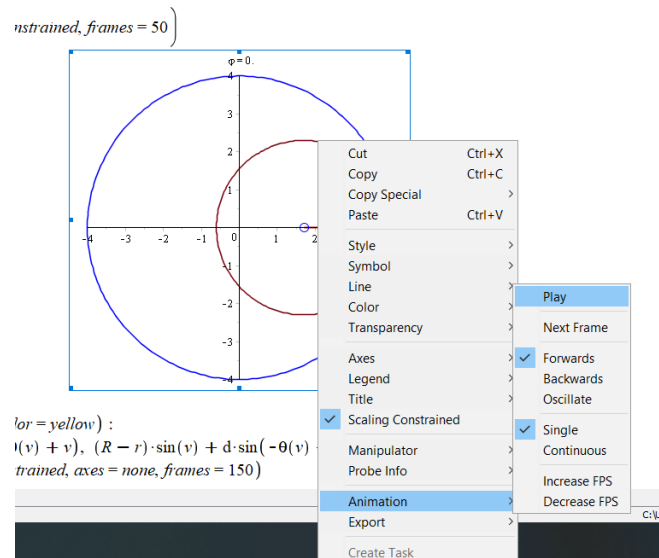 nstrained, frames = 50)
φ=0.
4
3
2
1
-4 -3 -2 -1 0 1 2
-1
-2
-3
-4
Cut Ctrl+X
Copy Ctrl+C
Copy Special
Paste Ctrl+V
Style
Symbol
Line
Color
Transparency
Axes
Legend
Title
Scaling Constrained
Manipulator
Probe Info
Animation
Export
Create Task
Play
Next Frame
Forwards
Backwards
Oscillate
Single
Continuous
Increase FPS
Decrease FPS
lor = yellow) :
(v) + v), (R − r)·sin(v) + d·sin(−θ(v)
trained, axes = none, frames = 150)